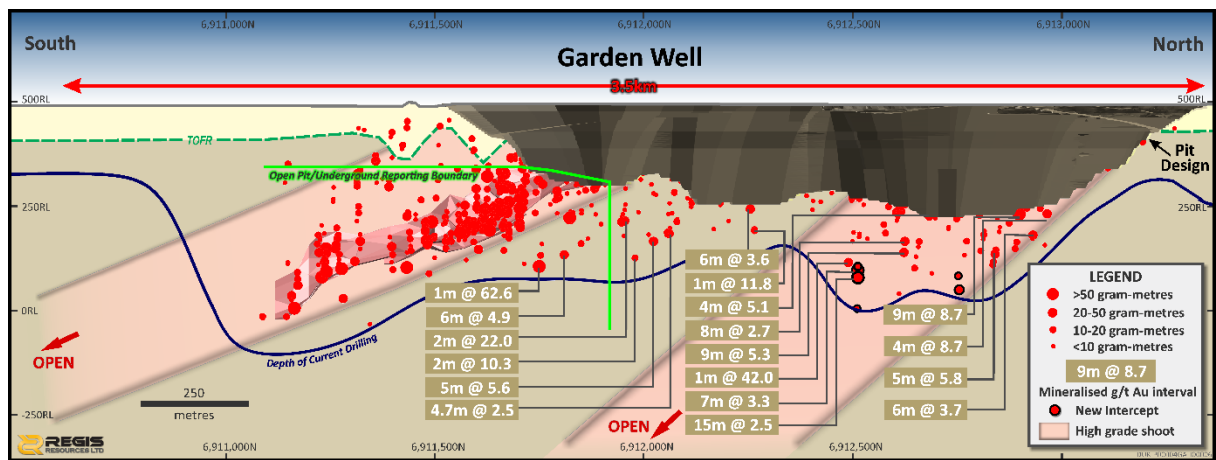 6,911,000N
6,911,500N
6,912,000N
6,912,500N
6,913,000N
South
Garden Well
North
3.5km
500RL
500RL
TOFR
Pit
Design
Open Pit/Underground Reporting Boundary
250RL
250RL
6m @ 3.6
1m @ 11.8
4m @ 5.1
8m @ 2.7
9m @ 5.3
1m @ 42.0
7m @ 3.3
15m @ 2.5
1m @ 62.6
6m @ 4.9
2m @ 22.0
2m @ 10.3
5m @ 5.6
4.7m @ 2.5
9m @ 8.7
4m @ 8.7
5m @ 5.8
6m @ 3.7
LEGEND
>50 gram-metres
20-50 gram-metres
10-20 gram-metres
<10 gram-metres
9m @ 8.7
Mineralised g/t Au interval
New Intercept
High grade shoot
0RL
OPEN
Depth of Current Drilling
250
metres
-250RL
OPEN
REGIS
RESOURCES LTD
6,911,000N
6,911,500N
6,912,000N
6,912,500N